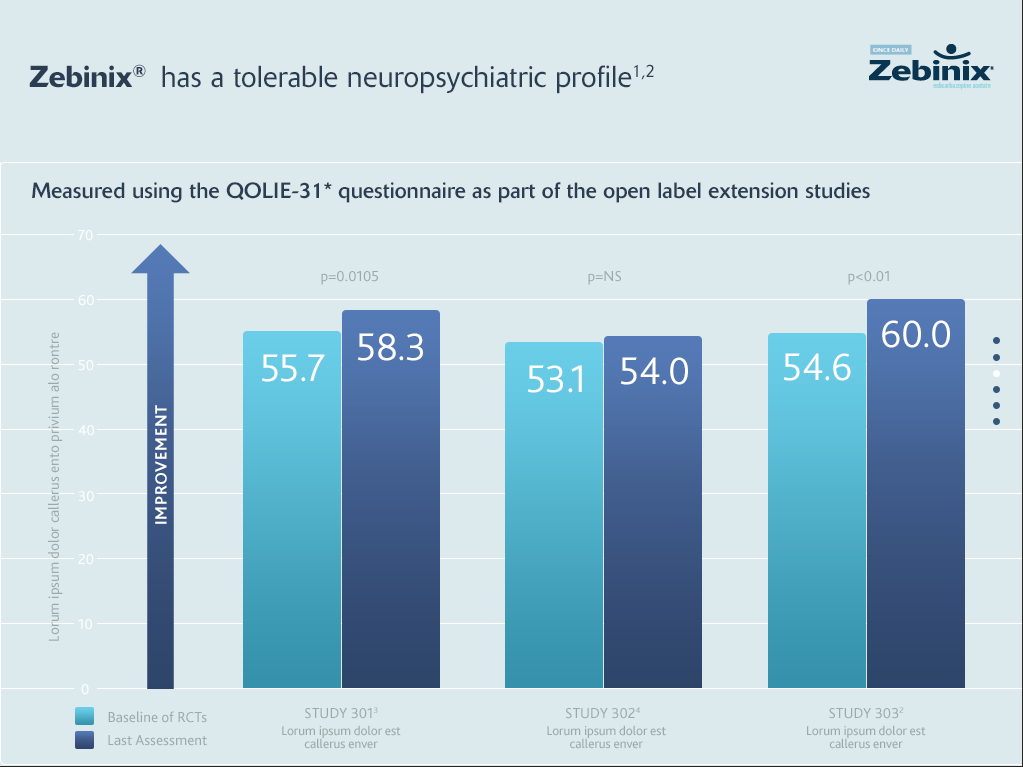 Zebinix® has a tolerable neuropsychiatric profile1,2
ONCE DAILY
Zebinix®
eslicarbazepine acetate
Measured using the QOLIE-31* questionnaire as part of the open label extension studies
70
60
50
40
30
20
10
0
Lorum ipsum dolor callerus ento privium alo rontre
IMPROVEMENT
p=0.0105
55.7
58.3
p=NS
53.1
54.0
p<0.01
54.6
60.0
Baseline of RCTs
Last Assessment
STUDY 301³
Lorum ipsum dolor est
callerus enver
STUDY 302⁴
Lorum ipsum dolor est
callerus enver
STUDY 303²
Lorum ipsum dolor est
callerus enver